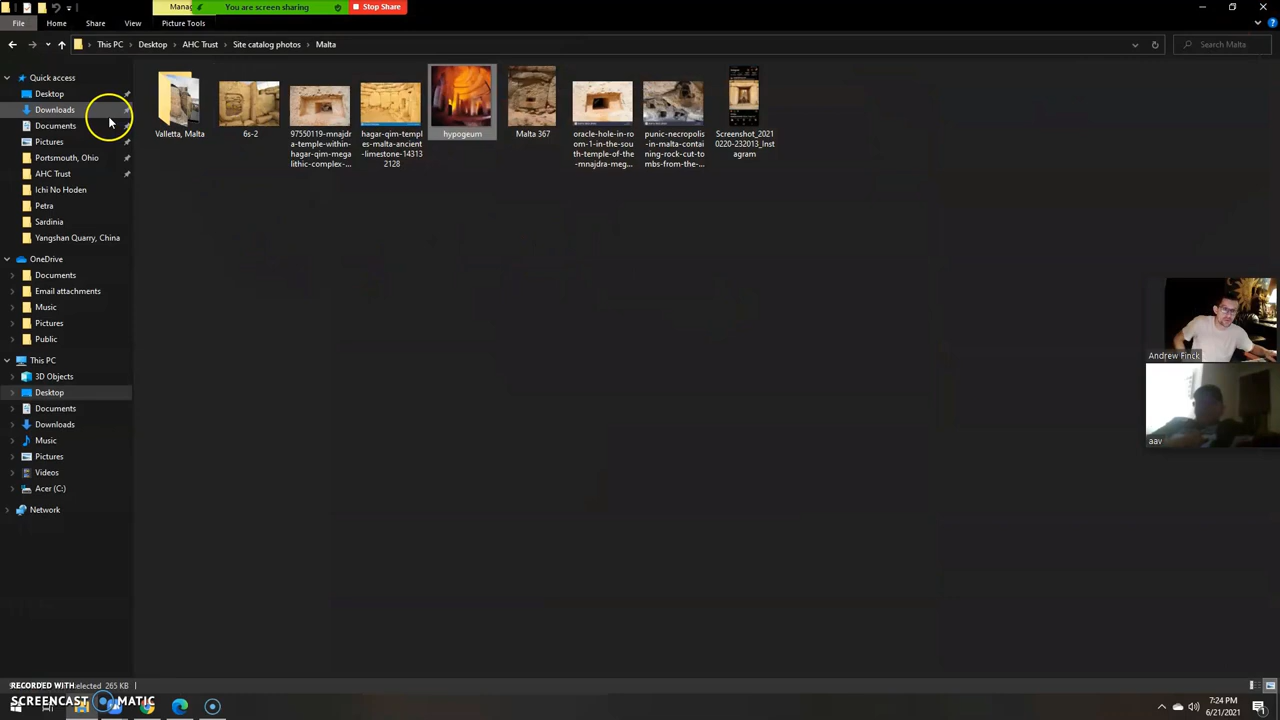 Manag
You are screen sharing
Stop Share
File
Home
Share
View
Picture Tools
This PC
Desktop
AHC Trust
Site catalog photos
Malta
Search Malta
Quick access
Desktop
Downloads
Documents
Pictures
Portsmouth, Ohio
AHC Trust
Ichi No Hoden
Petra
Sardinia
Yangshan Quarry, China
OneDrive
Documents
Email attachments
Music
Pictures
Public
This PC
3D Objects
Desktop
Documents
Downloads
Music
Pictures
Videos
Acer (C:)
Network
Valletta, Malta
6s-2
97550119-mnajdr
a-temple-within-
hagar-qim-meg
alithic-complex-...
hagar-qim-templ
es-malta-ancient
-limestone-14313
2128
hypogeum
Malta 367
oracle-hole-in-ro
om-1-in-the-sout
h-temple-of-the
-mnajdra-meg...
punic-necropolis
-in-malta-contai
ning-rock-cut-to
mbs-from-the-...
Screenshot_2021
0220-232013_Inst
agram
Andrew Finck
aav
RECORDED WITH
selected 265 KB
SCREENCAST MATIC
7:24 PM
6/21/2021
1